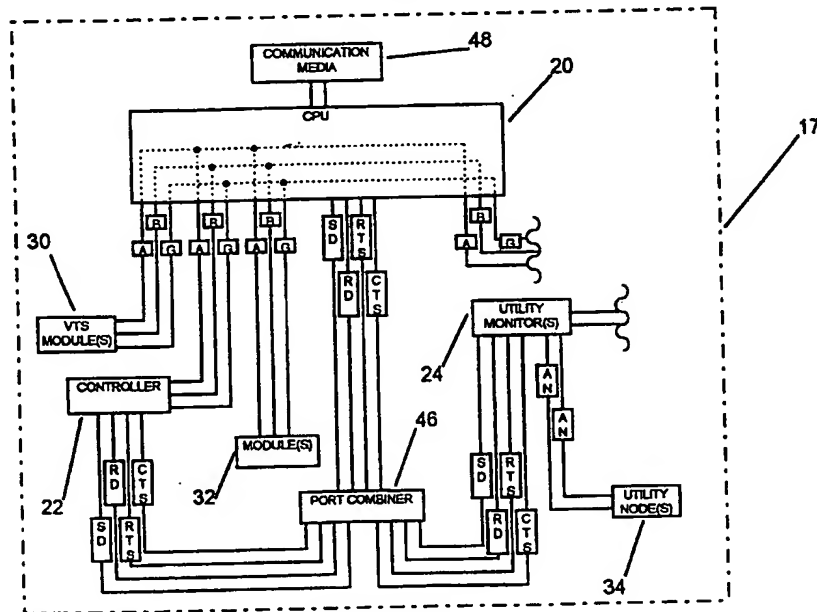 COMMUNICATION
MEDIA
48
20
17
CPU
B
B
B
B
A
G
A
G
A
G
A
G
SD
RTS
RD
CTS
30
VTS
MODULE(S)
UTILITY
MONITOR(S)
24
CONTROLLER
22
AN
AN
MODULE(S)
32
46
PORT COMBINER
SD
RD
RTS
CTS
SD
RD
RTS
CTS
UTILITY
NODE(S)
34